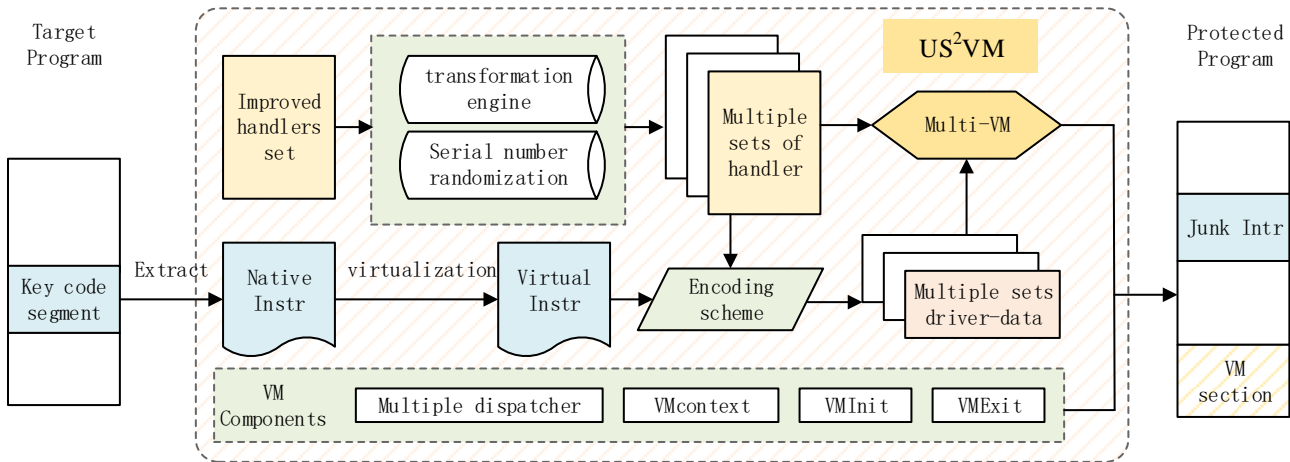 Target
Program
US²VM
Protected
Program
Improved
handlers
set
transformation
engine
Serial number
randomization
Multiple
sets of
handler
Multi-VM
Junk Intr
Key code
segment
Extract
Native
Instr
virtualization
Virtual
Instr
Encoding
scheme
Multiple sets
driver-data
VM
section
VM
Components
Multiple dispatcher
VMcontext
VMInit
VMExit